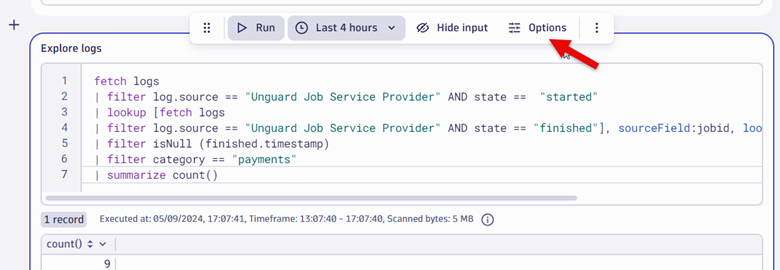 Run
Last 4 hours
Hide input
Options
Explore logs
1 fetch logs
2 | filter log.source == "Unguard Job Service Provider" AND state ==  "started"
3 | lookup [fetch logs
4 | filter log.source == "Unguard Job Service Provider" AND state == "finished"], sourceField:jobid, loo
5 | filter isNull (finished.timestamp)
6 | filter category == "payments"
7 | summarize count()
1 record Executed at: 05/09/2024, 17:07:41, Timeframe: 13:07:40 - 17:07:40, Scanned bytes: 5 MB
count()
9